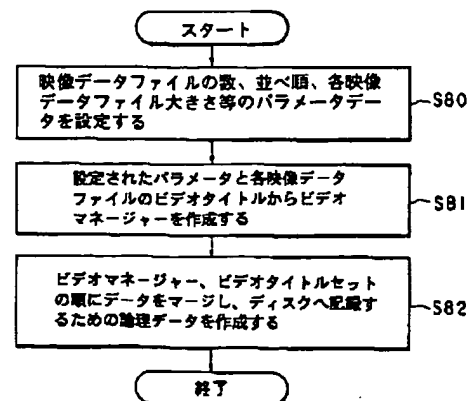 スタート
映像データファイルの数、並べ順、各映像
データファイル大きさ等のパラメータデー
タを設定する
S80
設定されたパラメータと各映像データ
ファイルのビデオタイトルからビデオ
マネージャーを作成する
S81
ビデオマネージャー、ビデオタイトルセット
の順にデータをマージし、ディスクへ記録す
るための論理データを作成する
S82
終了